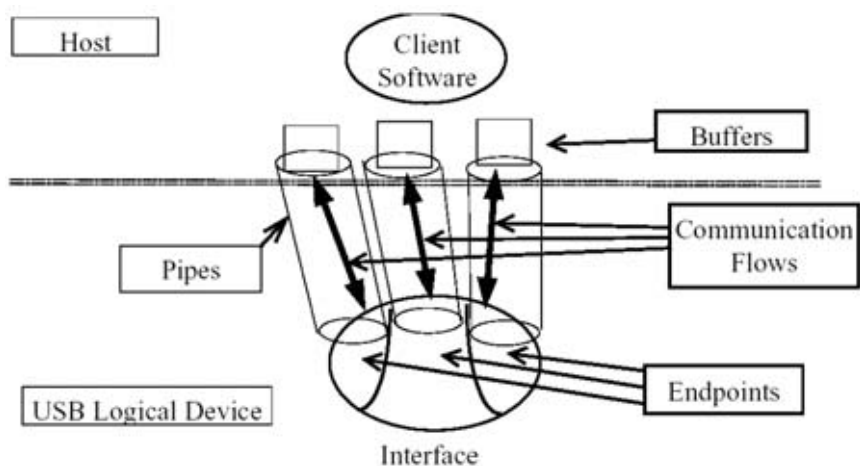 Host
Client
Software
Buffers
Communication
Flows
Pipes
USB Logical Device
Endpoints
Interface